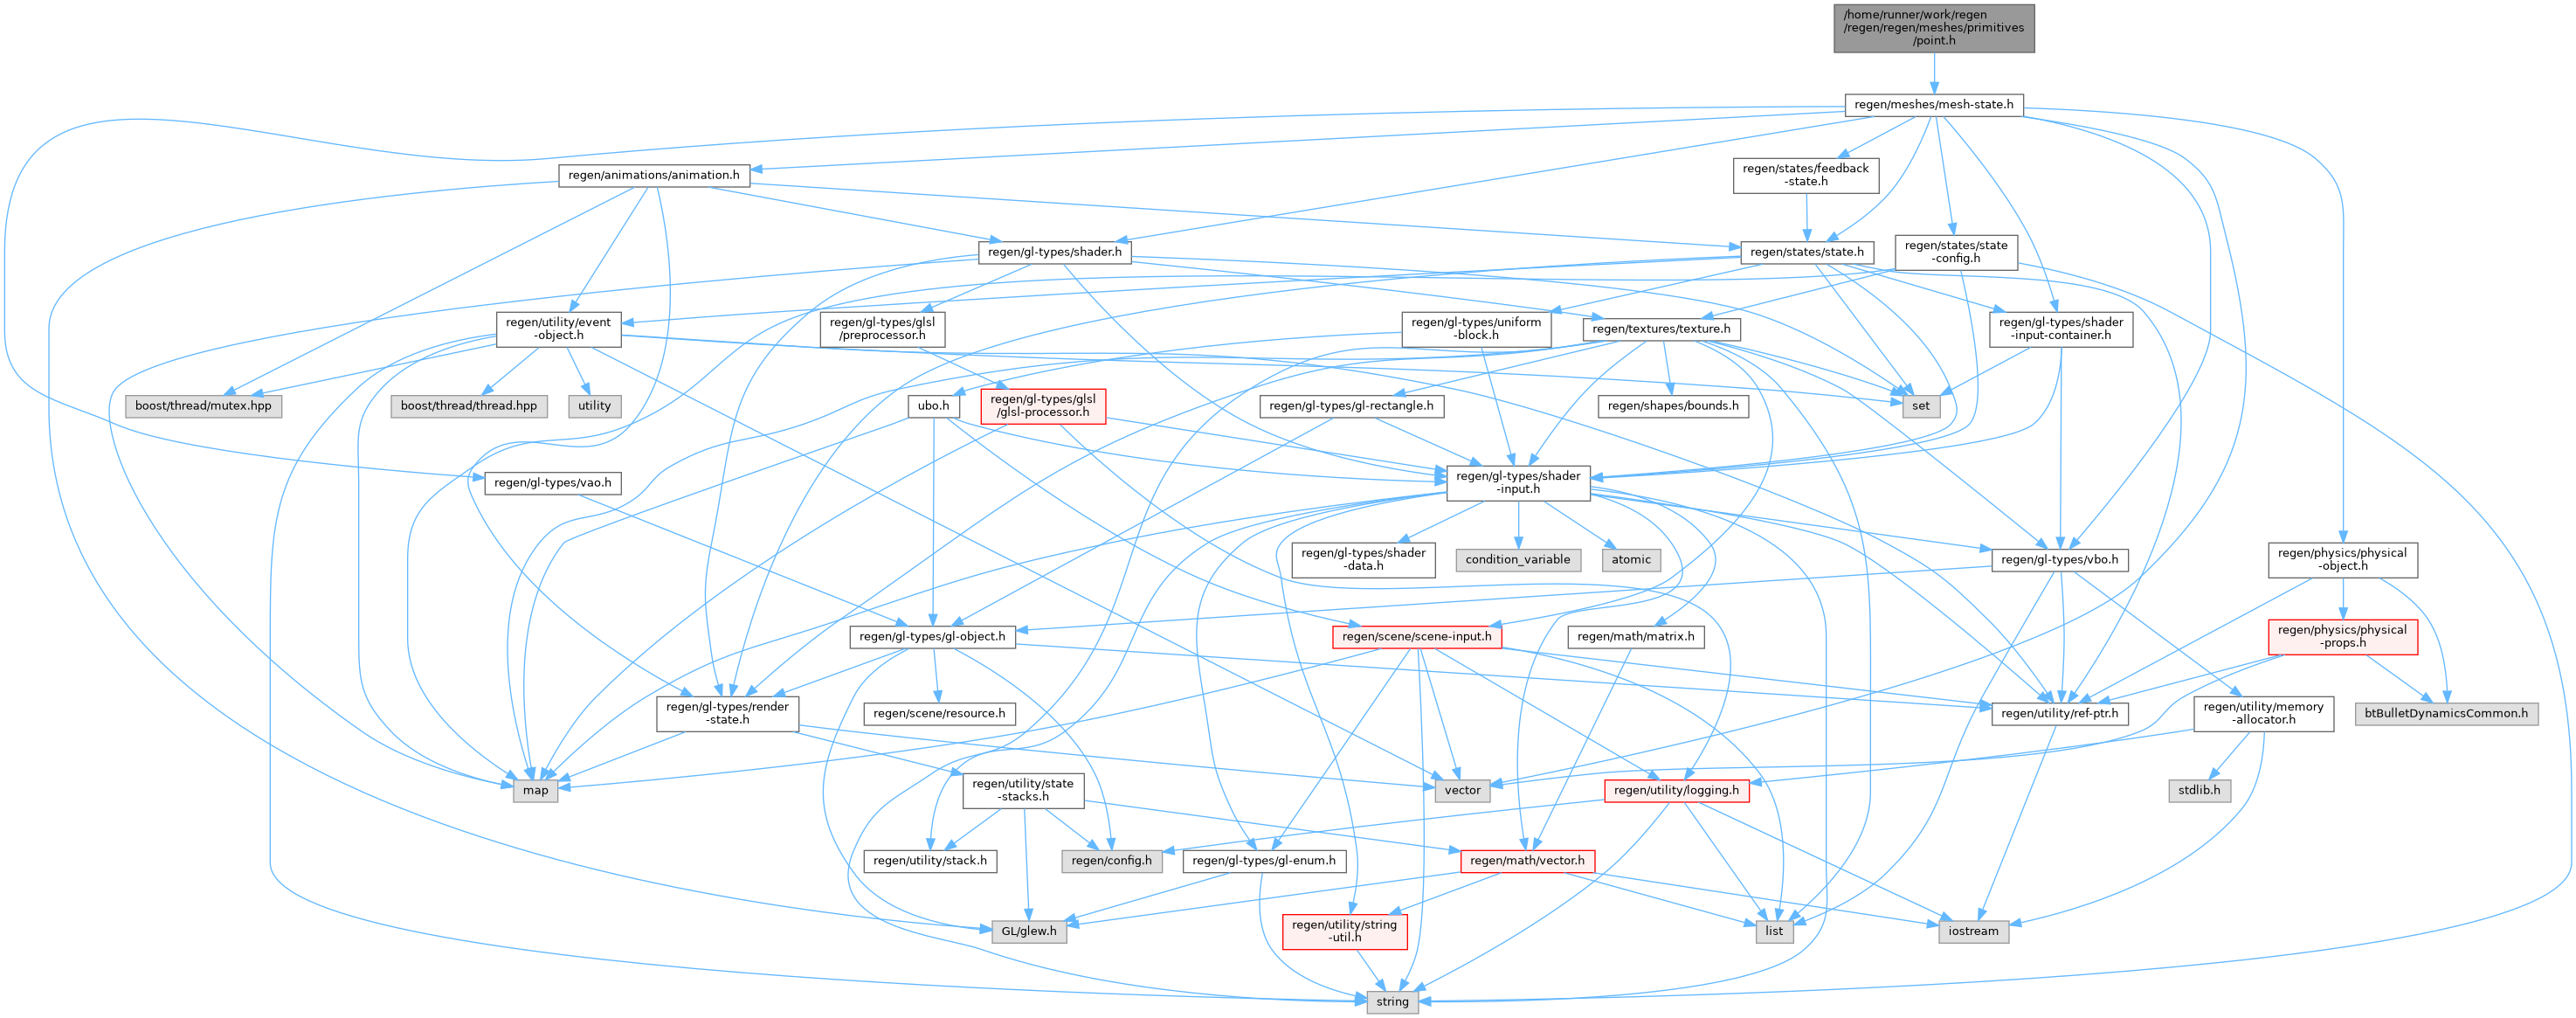 /home/runner/work/regen
/regen/regen/meshes/primitives
/point.h
regen/meshes/mesh-state.h
regen/animations/animation.h
regen/states/feedback
-state.h
regen/gl-types/shader.h
regen/states/state.h
regen/states/state
-config.h
regen/utility/event
-object.h
regen/gl-types/glsl
/preprocessor.h
regen/gl-types/uniform
-block.h
regen/textures/texture.h
regen/gl-types/shader
-input-container.h
boost/thread/mutex.hpp
boost/thread/thread.hpp
utility
ubo.h
regen/gl-types/glsl
/glsl-processor.h
regen/gl-types/gl-rectangle.h
regen/shapes/bounds.h
set
regen/gl-types/vao.h
regen/gl-types/shader
-input.h
regen/gl-types/shader
-data.h
condition_variable
atomic
regen/gl-types/vbo.h
regen/physics/physical
-object.h
regen/gl-types/gl-object.h
regen/scene/scene-input.h
regen/math/matrix.h
regen/physics/physical
-props.h
regen/gl-types/render
-state.h
regen/scene/resource.h
regen/utility/ref-ptr.h
regen/utility/memory
-allocator.h
btBulletDynamicsCommon.h
map
regen/utility/state
-stacks.h
vector
regen/utility/logging.h
stdlib.h
regen/utility/stack.h
regen/config.h
regen/gl-types/gl-enum.h
regen/math/vector.h
GL/glew.h
regen/utility/string
-util.h
list
iostream
string